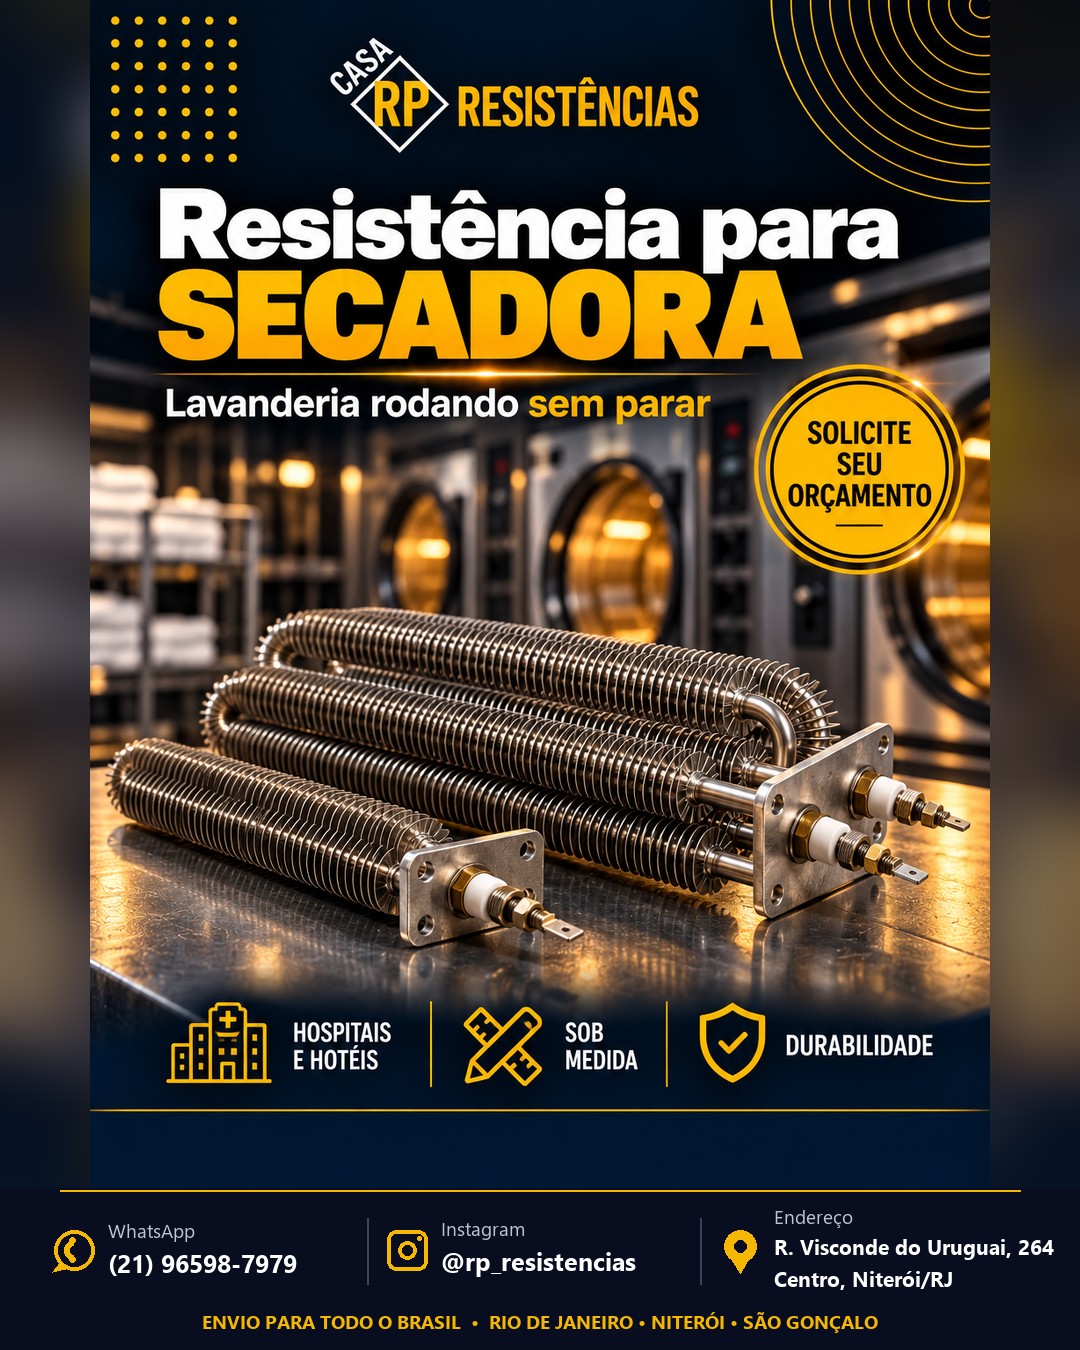 CASA
RP RESISTÊNCIAS
Resistência para
SECADORA
Lavanderia rodando sem parar
SOLICITE
SEU
ORÇAMENTO
HOSPITAIS
E HOTÉIS
SOB
MEDIDA
DURABILIDADE
WhatsApp
(21) 96598-7979
Instagram
@rp_resistencias
Endereço
R. Visconde do Uruguai, 264
Centro, Niterói/RJ
ENVIO PARA TODO O BRASIL • RIO DE JANEIRO • NITERÓI • SÃO GONÇALO